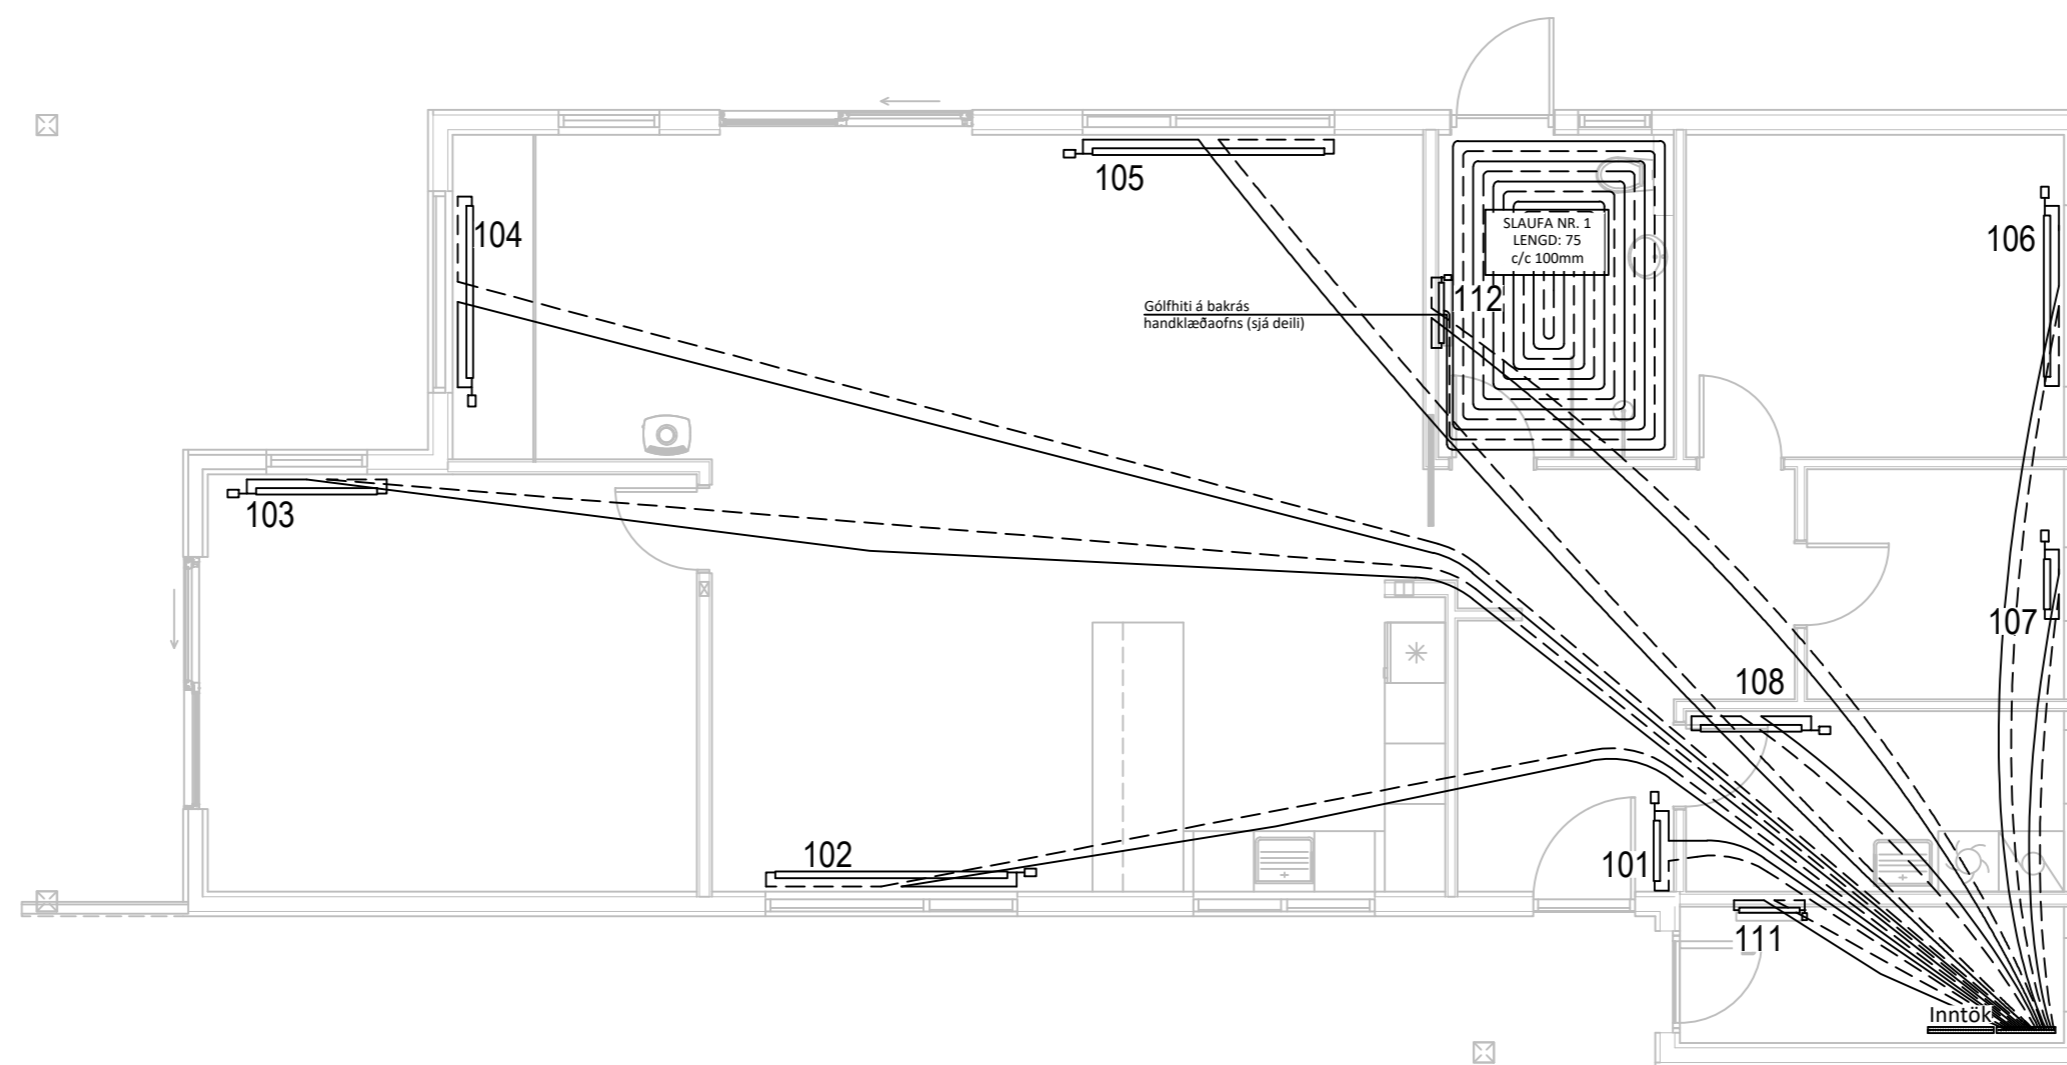 105
104
SLAUFA NR. 1
LENGD: 75
c/c 100mm
106
112
Gólfhiti á bakrás
handklæðaofns (sjá deili)
103
107
108
102
101
111
Inntök